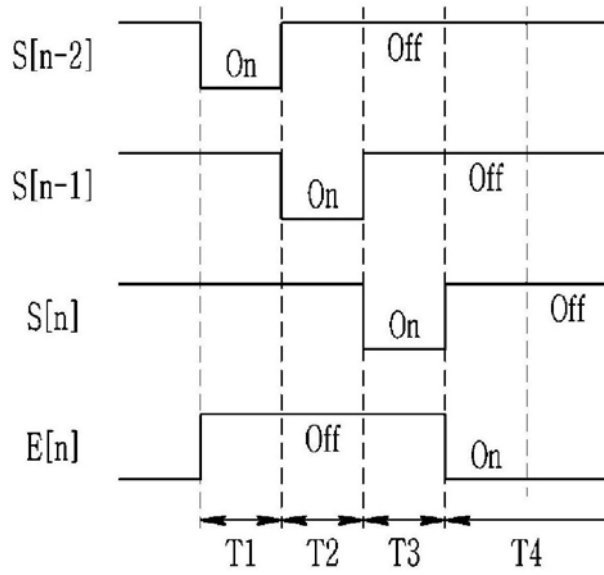 S[n-2]
On
Off
S[n-1]
On
Off
S[n]
On
Off
E[n]
Off
On
T1
T2
T3
T4